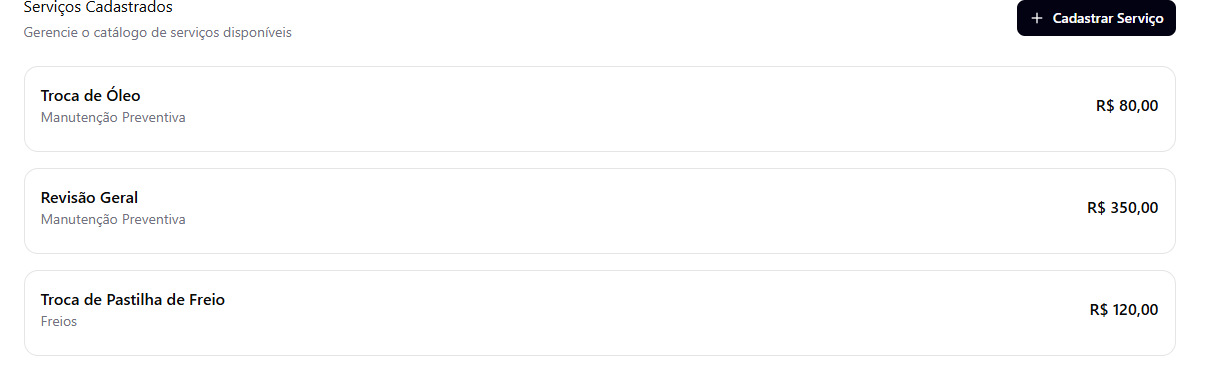 Serviços Cadastrados
Gerencie o catálogo de serviços disponíveis
+ Cadastrar Serviço
Troca de Óleo
Manutenção Preventiva
R$ 80,00
Revisão Geral
Manutenção Preventiva
R$ 350,00
Troca de Pastilha de Freio
Freios
R$ 120,00